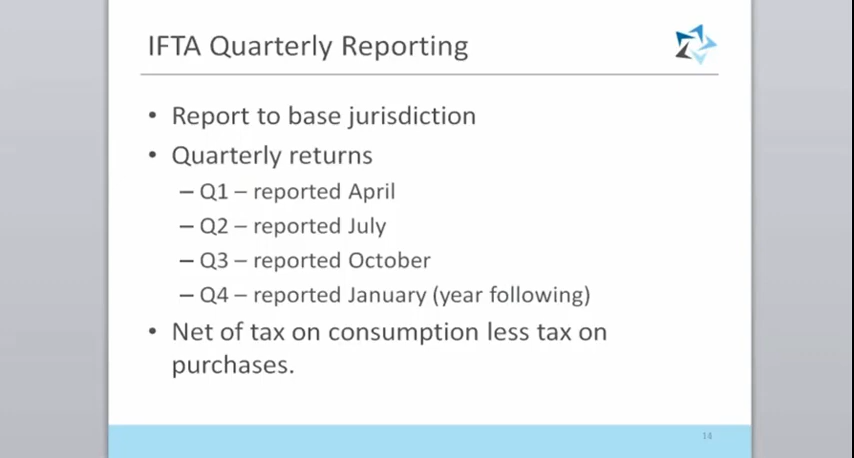 IFTA Quarterly Reporting
• Report to base jurisdiction
• Quarterly returns
– Q1 – reported April
– Q2 – reported July
– Q3 – reported October
– Q4 – reported January (year following)
• Net of tax on consumption less tax on
purchases.
14